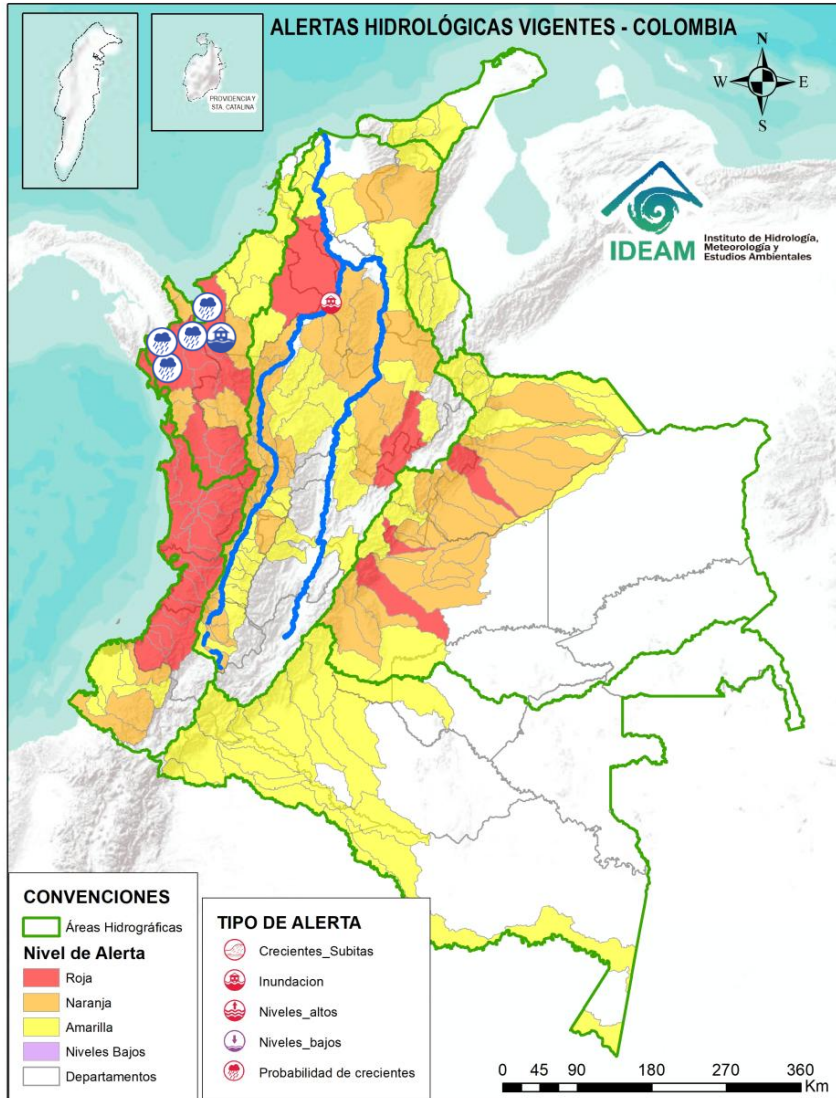 ALERTAS HIDROLÓGICAS VIGENTES - COLOMBIA
PROVIDENCIA Y
STA. CATALINA
N
W
E
S
IDEAM
Instituto de Hidrología,
Meteorología y
Estudios Ambientales
CONVENCIONES
Áreas Hidrográficas
Nivel de Alerta
Roja
Naranja
Amarilla
Niveles Bajos
Departamentos
TIPO DE ALERTA
Crecientes_Subitas
Inundacion
Niveles_altos
Niveles_bajos
Probabilidad de crecientes
0 45 90 180 270 360
Km